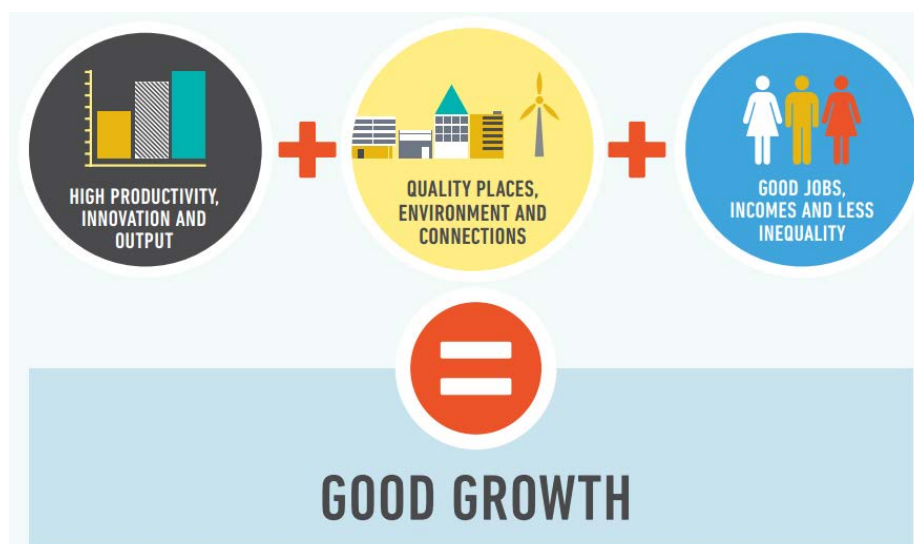 HIGH PRODUCTIVITY,
INNOVATION AND
OUTPUT
QUALITY PLACES,
ENVIRONMENT AND
CONNECTIONS
GOOD JOBS,
INCOMES AND LESS
INEQUALITY
GOOD GROWTH